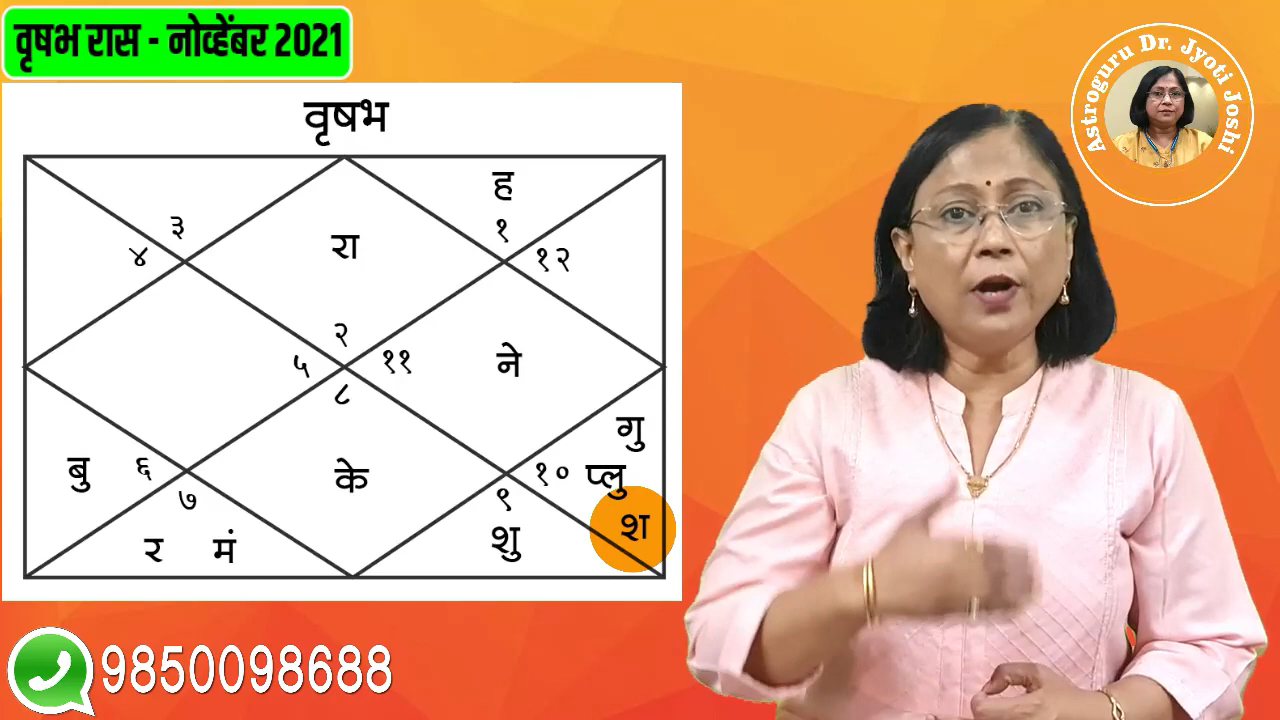 वृषभ रास - नोव्हेंबर 2021
Astroguru Dr. Jyoti Joshi
वृषभ
ह
३
१
४
रा
१२
२
५
११
ने
८
गु
बु
६
के
१०
प्लु
७
९
श
र मं
शु
9850098688